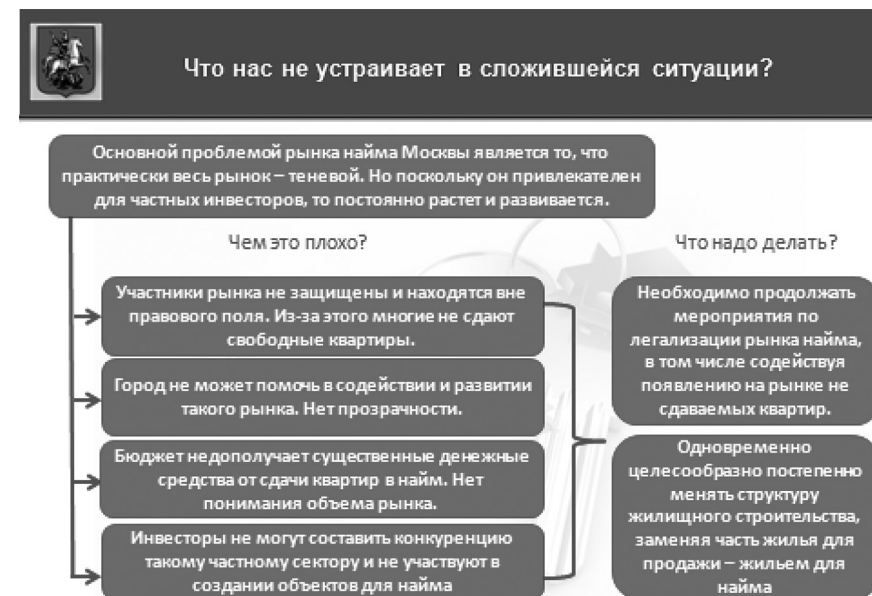 Что нас не устраивает в сложившейся ситуации?
Основной проблемой рынка найма Москвы является то, что
практически весь рынок – теневой. Но поскольку он привлекателен
для частных инвесторов, то постоянно растет и развивается.
Чем это плохо?
Участники рынка не защищены и находятся вне
правового поля. Из-за этого многие не сдают
свободные квартиры.
Город не может помочь в содействии и развитии
такого рынка. Нет прозрачности.
Бюджет недополучает существенные денежные
средства от сдачи квартир в найм. Нет
понимания объема рынка.
Инвесторы не могут составить конкуренцию
такому частному сектору и не участвуют в
создании объектов для найма
Что надо делать?
Необходимо продолжать
мероприятия по
легализации рынка найма,
в том числе содействуя
появлению на рынке не
сдаваемых квартир.
Одновременно
целесообразно постепенно
менять структуру
жилищного строительства,
заменяя часть жилья для
продажи – жильем для
найма